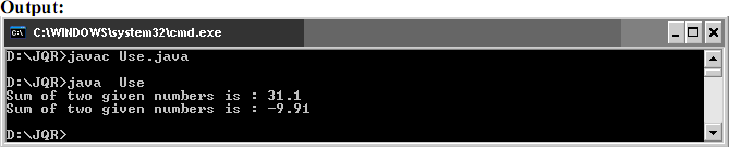 Output:
C:\WINDOWS\system32\cmd.exe
D:\JQR>javac Use.java
D:\JQR>java  Use
Sum of two given numbers is : 31.1
Sum of two given numbers is : -9.91
D:\JQR>